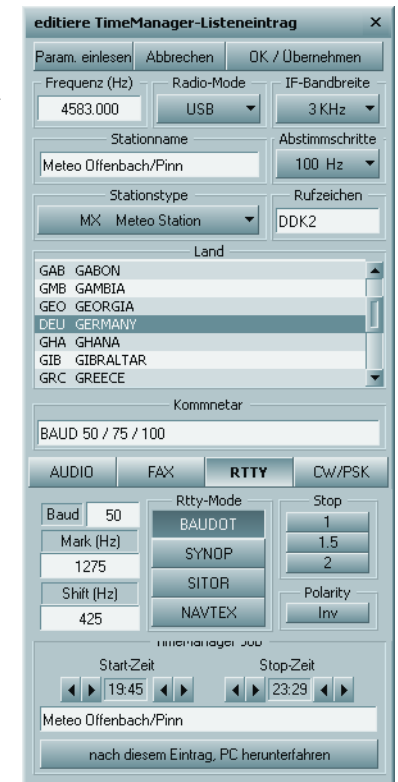 editiere TimeManager-Listeneintrag ×
Param. einlesen Abbrechen OK / Übernehmen
Frequenz (Hz) Radio-Mode IF-Bandbreite
4583.000 USB 3 KHz
Stationname Abstimmschritte
Meteo Offenbach/Pinn 100 Hz
Stationstype Rufzeichen
MX Meteo Station DDK2
Land
GAB GABON
GMB GAMBIA
GEO GEORGIA
DEU GERMANY
GHA GHANA
GIB GIBRALTAR
GRC GREECE
Kommnetar
BAUD 50 / 75 / 100
AUDIO FAX RTTY CW/PSK
Rtty-Mode Stop
Baud 50 BAUDOT 1
Mark (Hz) SYNOP 1.5
1275 2
Shift (Hz) SITOR Polarity
425 NAVTEX Inv
TimeManager Job
Start-Zeit Stop-Zeit
19:45 23:29
Meteo Offenbach/Pinn
nach diesem Eintrag, PC herunterfahren